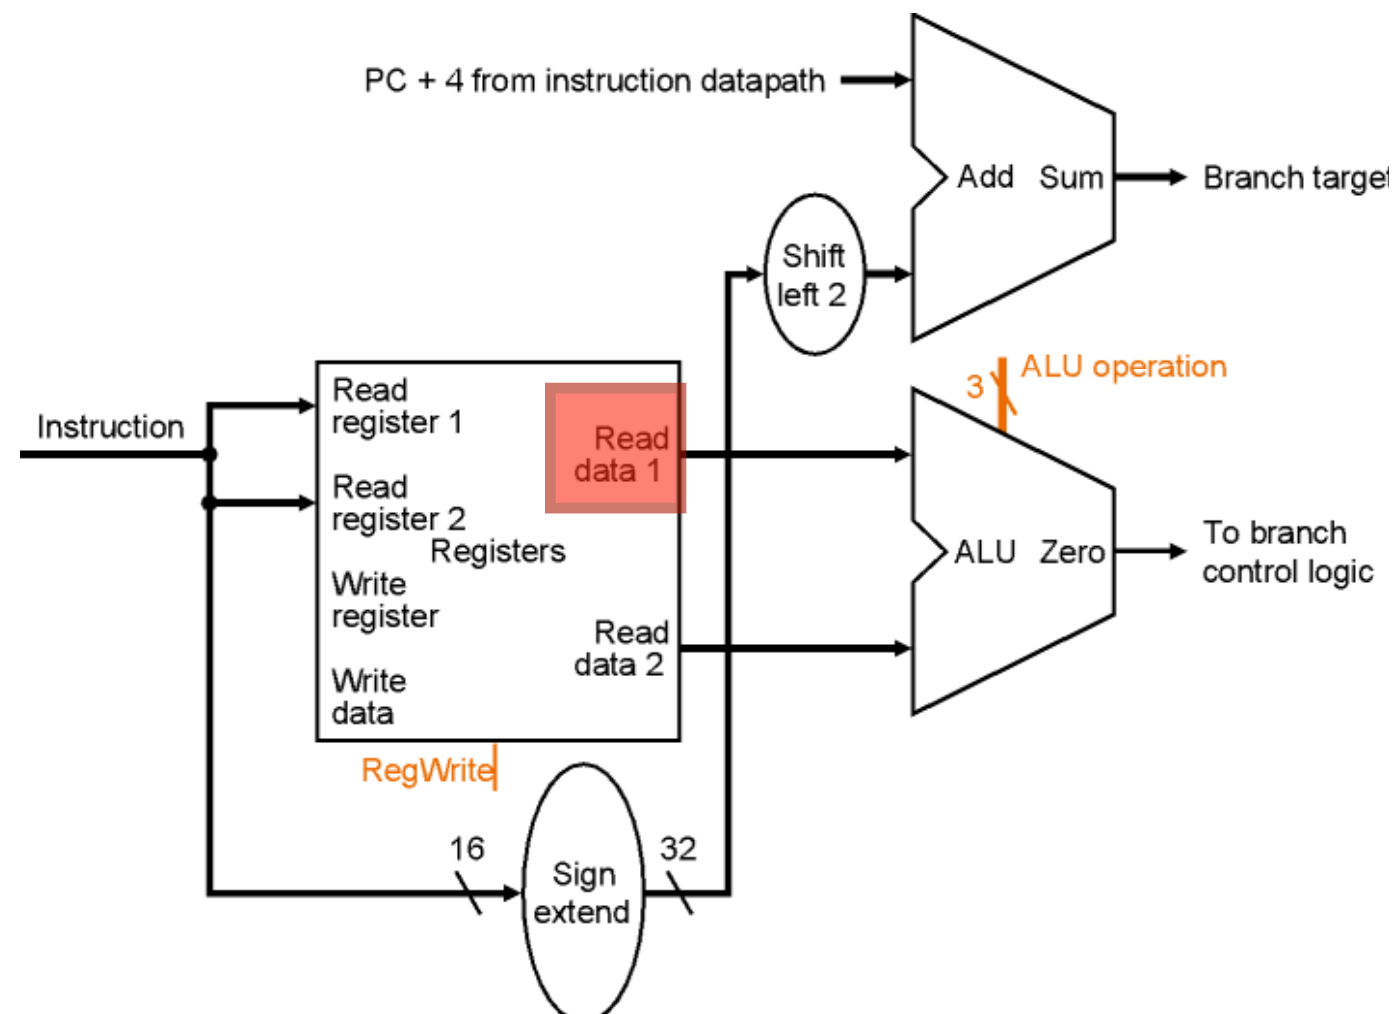 PC + 4 from instruction datapath
Add Sum
Branch target
Shift
left 2
ALU operation
3
Instruction
Read
register 1
Read
data 1
Read
register 2
Registers
Write
register
Read
data 2
Write
data
ALU Zero
To branch
control logic
RegWrite
16
Sign
extend
32